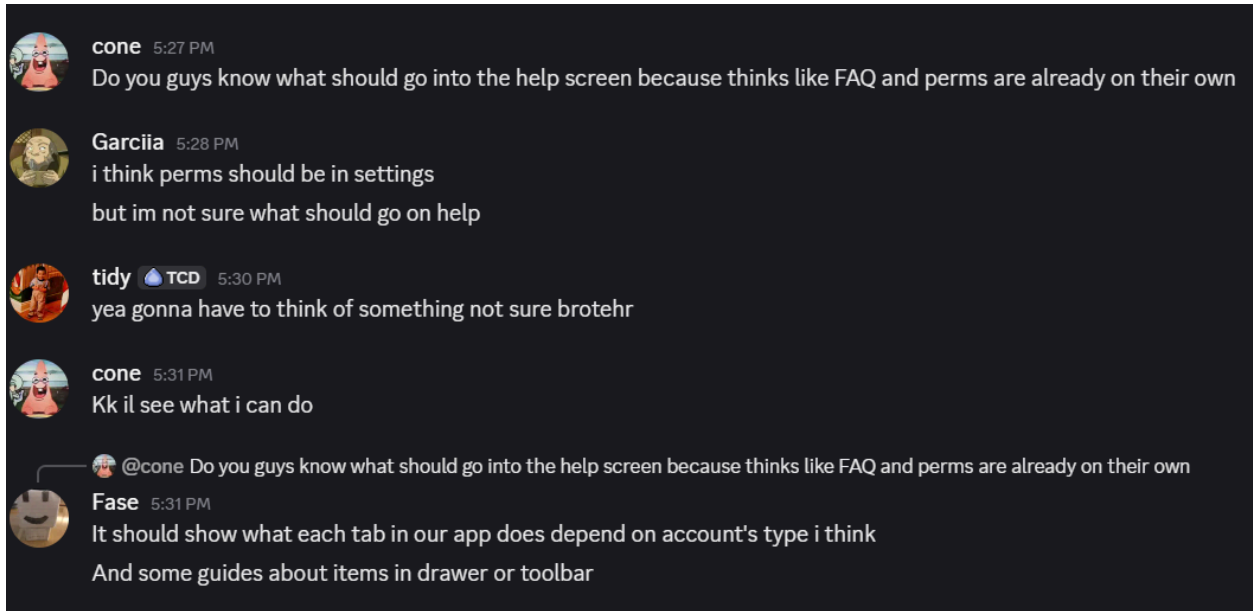 cone 5:27 PM
Do you guys know what should go into the help screen because thinks like FAQ and perms are already on their own
Garciia 5:28 PM
i think perms should be in settings
but im not sure what should go on help
tidy TCD 5:30 PM
yea gonna have to think of something not sure brotehr
cone 5:31 PM
Kk il see what i can do
@cone Do you guys know what should go into the help screen because thinks like FAQ and perms are already on their own
Fase 5:31 PM
It should show what each tab in our app does depend on account's type i think
And some guides about items in drawer or toolbar